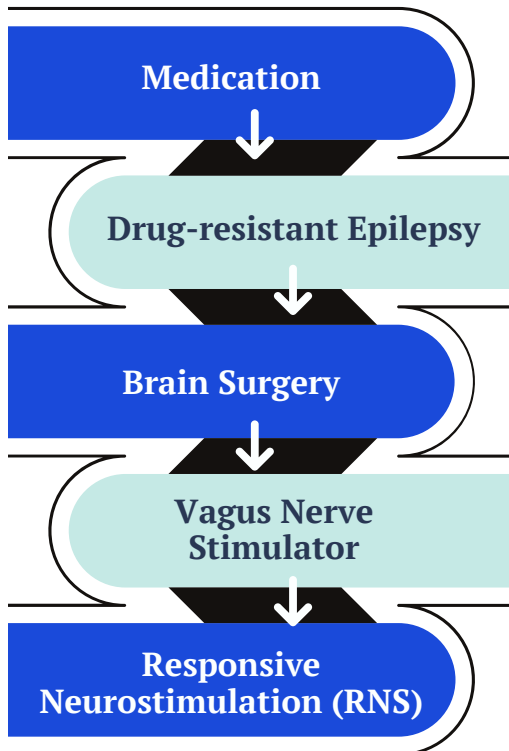 Medication
Drug-resistant Epilepsy
Brain Surgery
Vagus Nerve
Stimulator
Responsive
Neurostimulation (RNS)